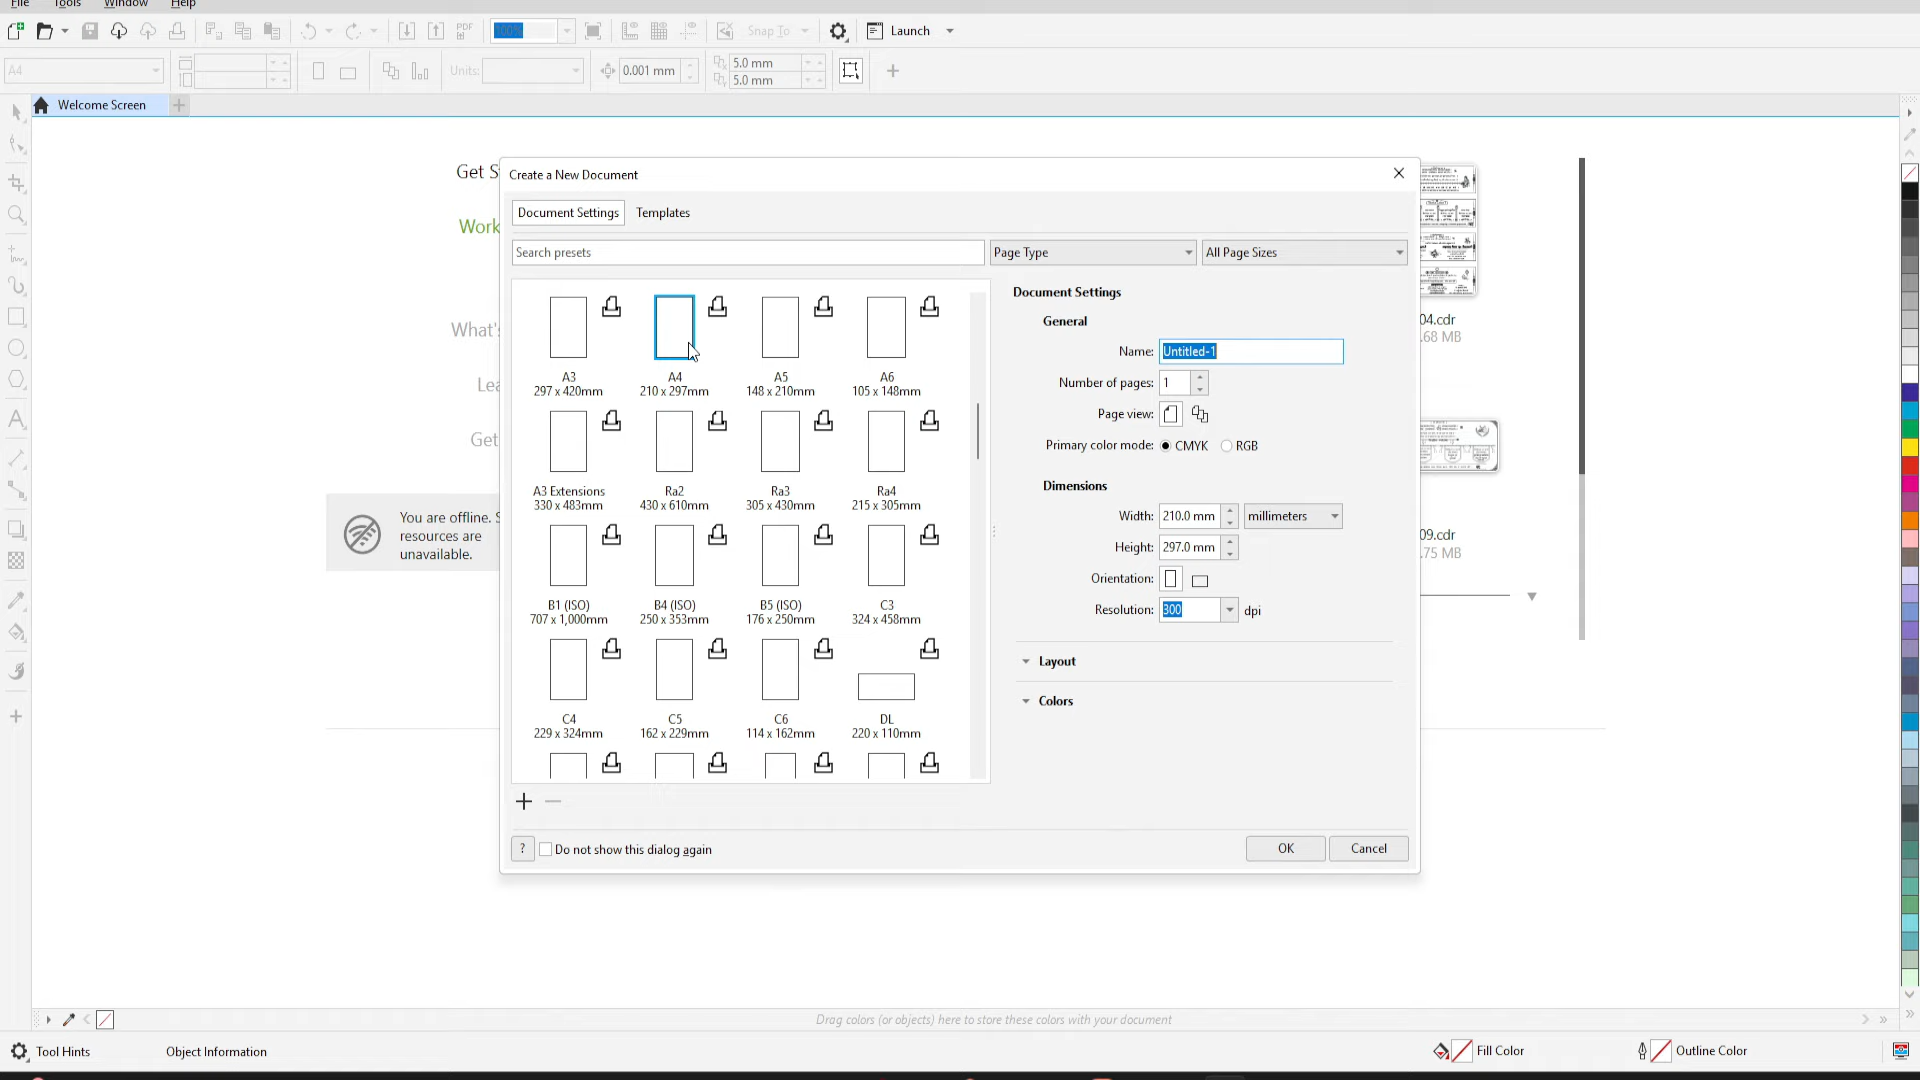 File Tools Window Help
PDF 100% Snap To Launch
A4 Units: 0.001 mm 5.0 mm
5.0 mm
Welcome Screen
Create a New Document
Document Settings Templates
Search presets Page Type All Page Sizes
A3 A4 A5 A6
297 x 420mm 210 x 297mm 148 x 210mm 105 x 148mm
A3 Extensions Ra2 Ra3 Ra4
330 x 483mm 430 x 610mm 305 x 430mm 215 x 305mm
B1 (ISO) B4 (ISO) B5 (ISO) C3
707 x 1,000mm 250 x 353mm 176 x 250mm 324 x 458mm
C4 C5 C6 DL
229 x 324mm 162 x 229mm 114 x 162mm 220 x 110mm
Document Settings
General
Name: Untitled-1
Number of pages: 1
Page view:
Primary color mode: CMYK RGB
Dimensions
Width: 210.0 mm millimeters
Height: 297.0 mm
Orientation:
Resolution: 300 dpi
Layout
Colors
? Do not show this dialog again OK Cancel
Get S
Work
What's
Lea
Get
You are offline. S
resources are
unavailable.
04.cdr
.68 MB
09.cdr
.75 MB
Drag colors (or objects) here to store these colors with your document
Tool Hints Object Information Fill Color Outline Color